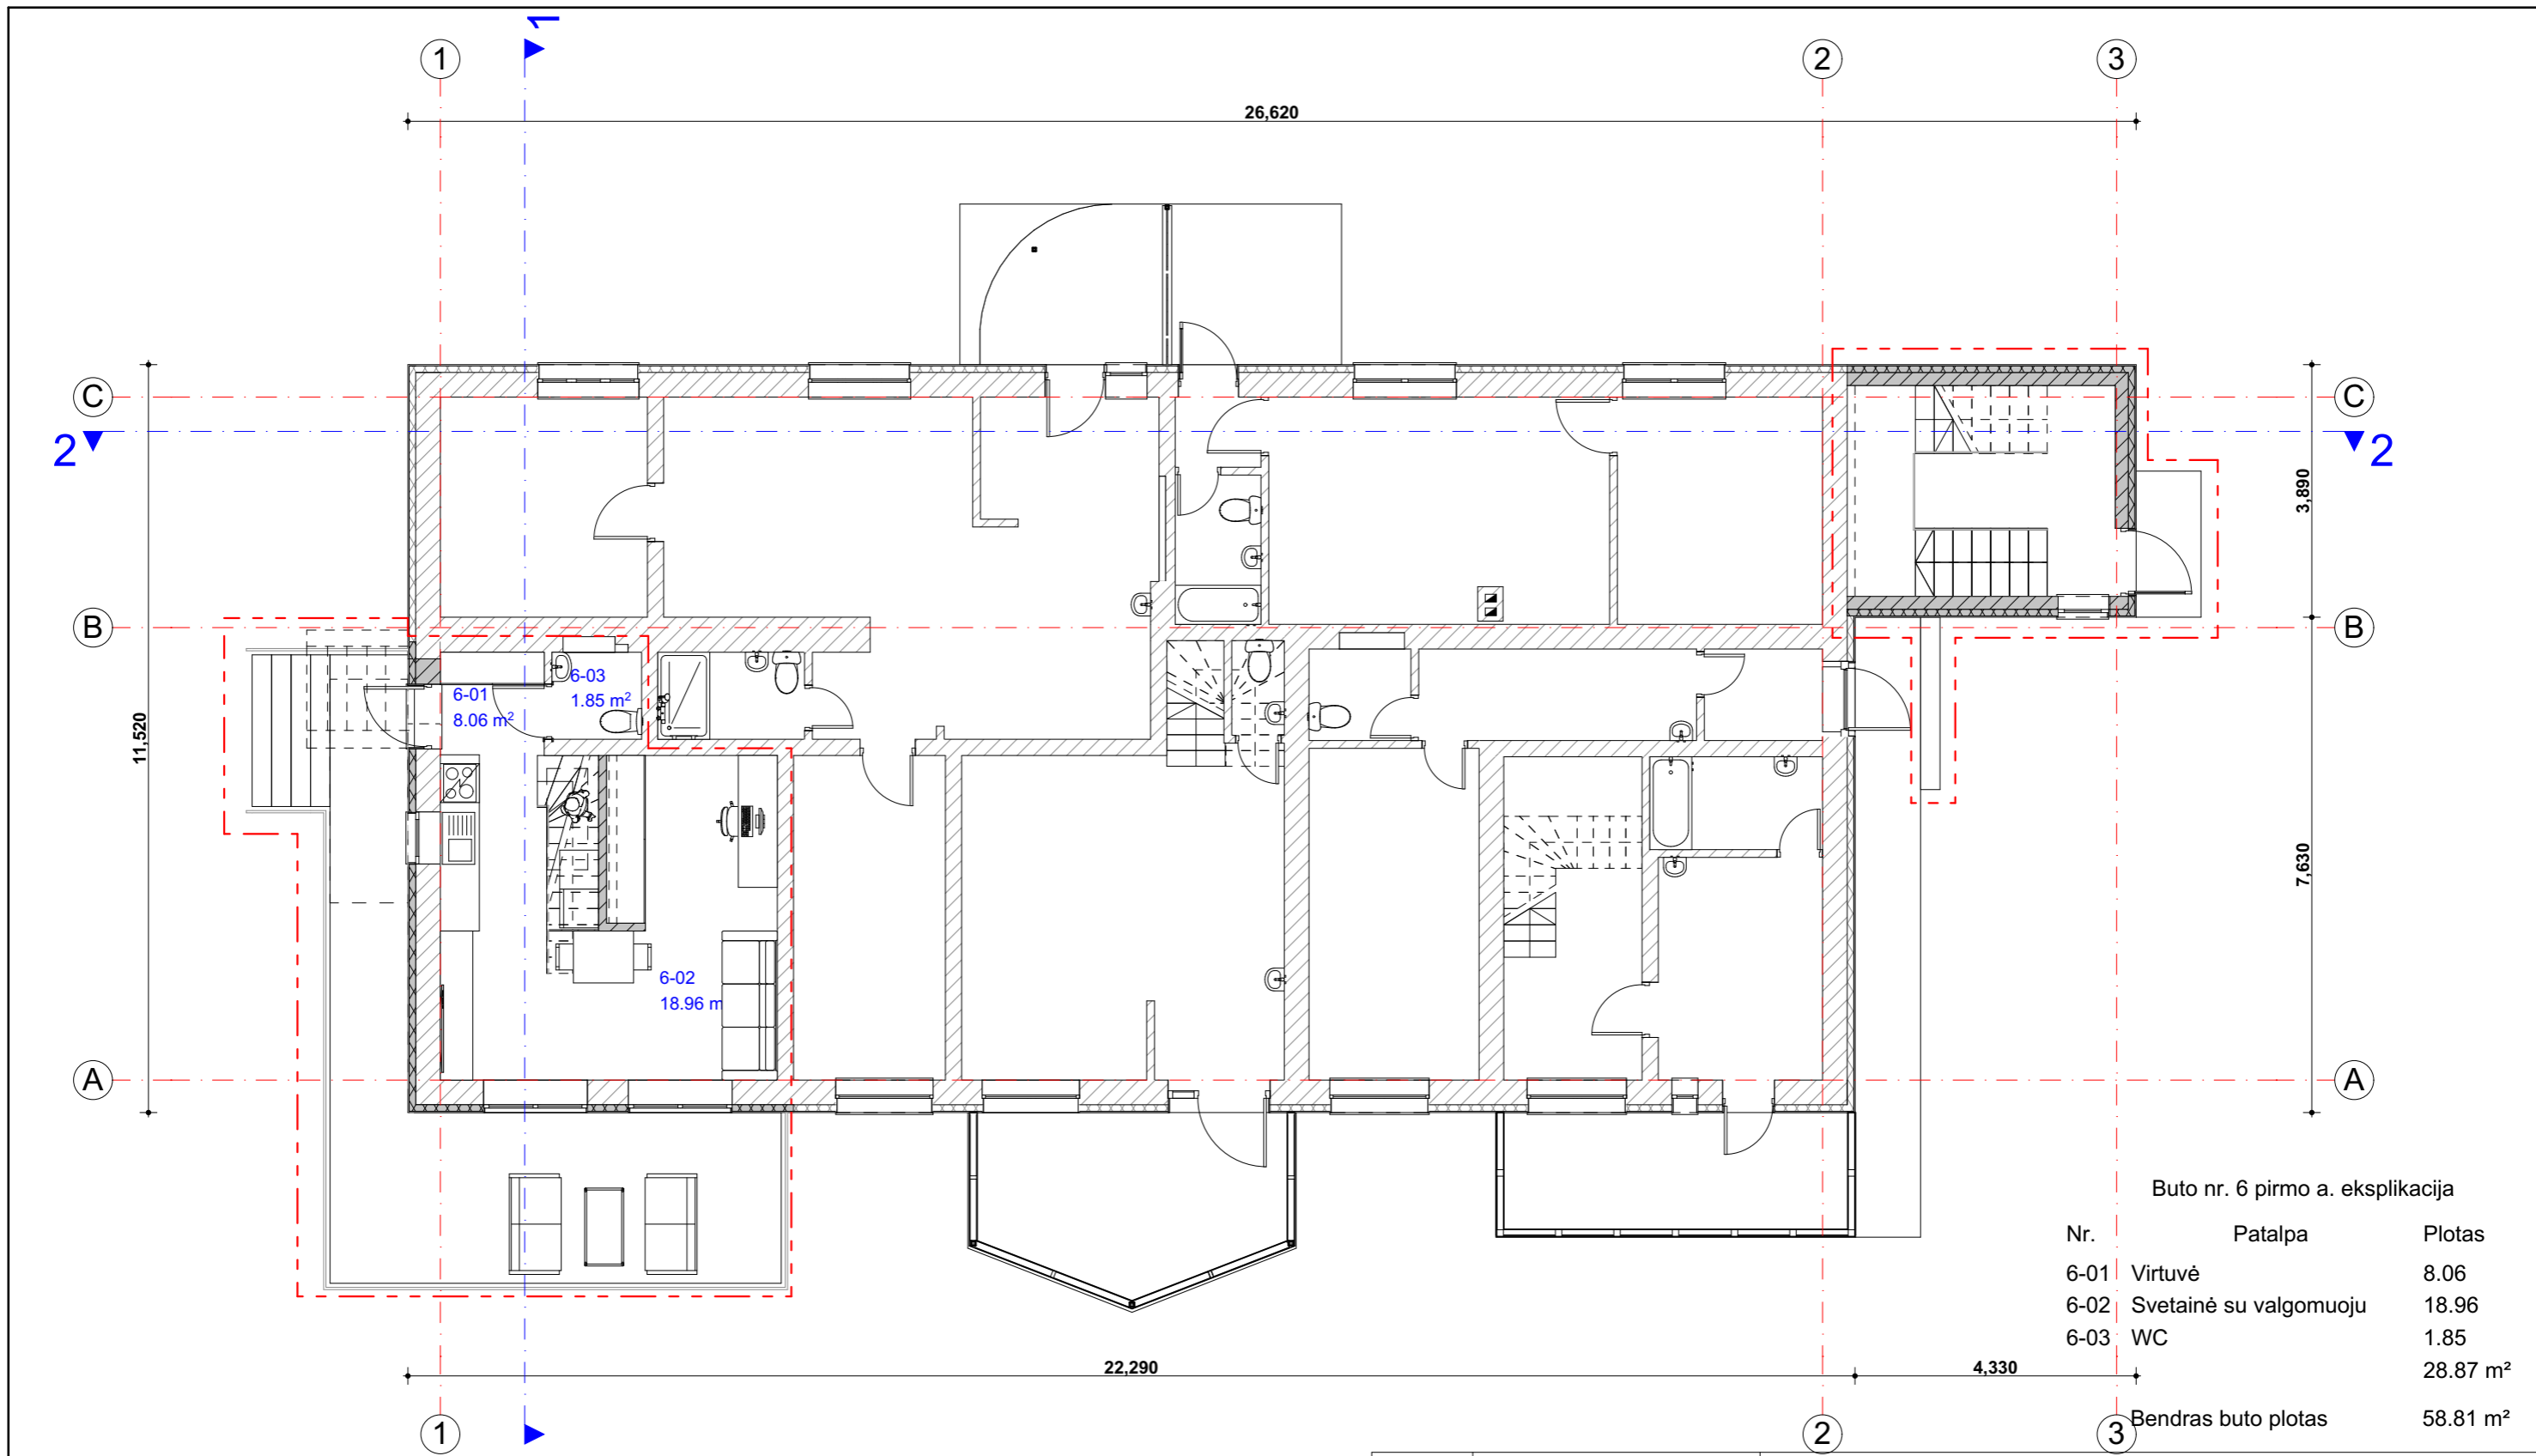 1
1
2
3
26,620
C
C
2
2
3,890
B
B
6-03
1.85 m²
6-01
8.06 m²
11,520
7,630
6-02
18.96 m
A
A
Buto nr. 6 pirmo a. eksplikacija
Nr. Patalpa Plotas
6-01 Virtuvė 8.06
6-02 Svetainė su valgomuoju 18.96
6-03 WC 1.85
28.87 m²
22,290
4,330
Bendras buto plotas 58.81 m²
1
2
3